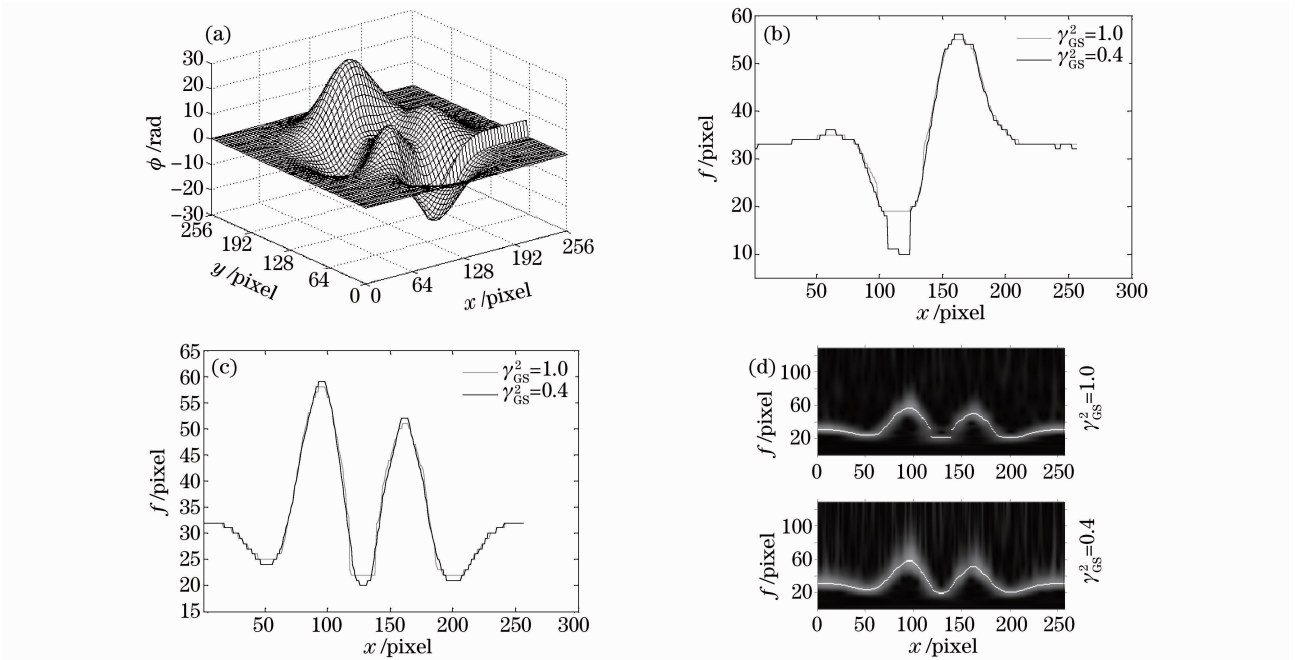 (a)
30
20
10
0
−10
−20
−30
ϕ /rad
256
192
128
64
0
y /pixel
0
64
128
192
256
x /pixel
(b)
60
50
40
30
20
10
f /pixel
γ²GS=1.0
γ²GS=0.4
50 100 150 200 250 300
x /pixel
(c)
65
60
55
50
45
40
35
30
25
20
15
f /pixel
γ²GS=1.0
γ²GS=0.4
50 100 150 200 250 300
x /pixel
(d)
100
60
20
f /pixel
γ²GS=1.0
0 50 100 150 200 250
100
60
20
f /pixel
γ²GS=0.4
0 50 100 150 200 250
x /pixel